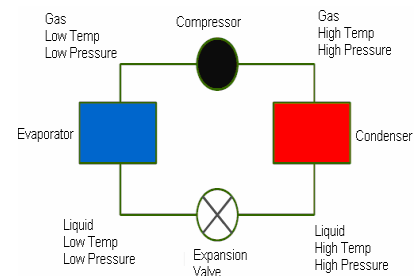 Gas
Low Temp
Low Pressure
Compressor
Gas
High Temp
High Pressure
Evaporator
Condenser
Liquid
Low Temp
Low Pressure
Expansion
Valve
Liquid
High Temp
High Pressure